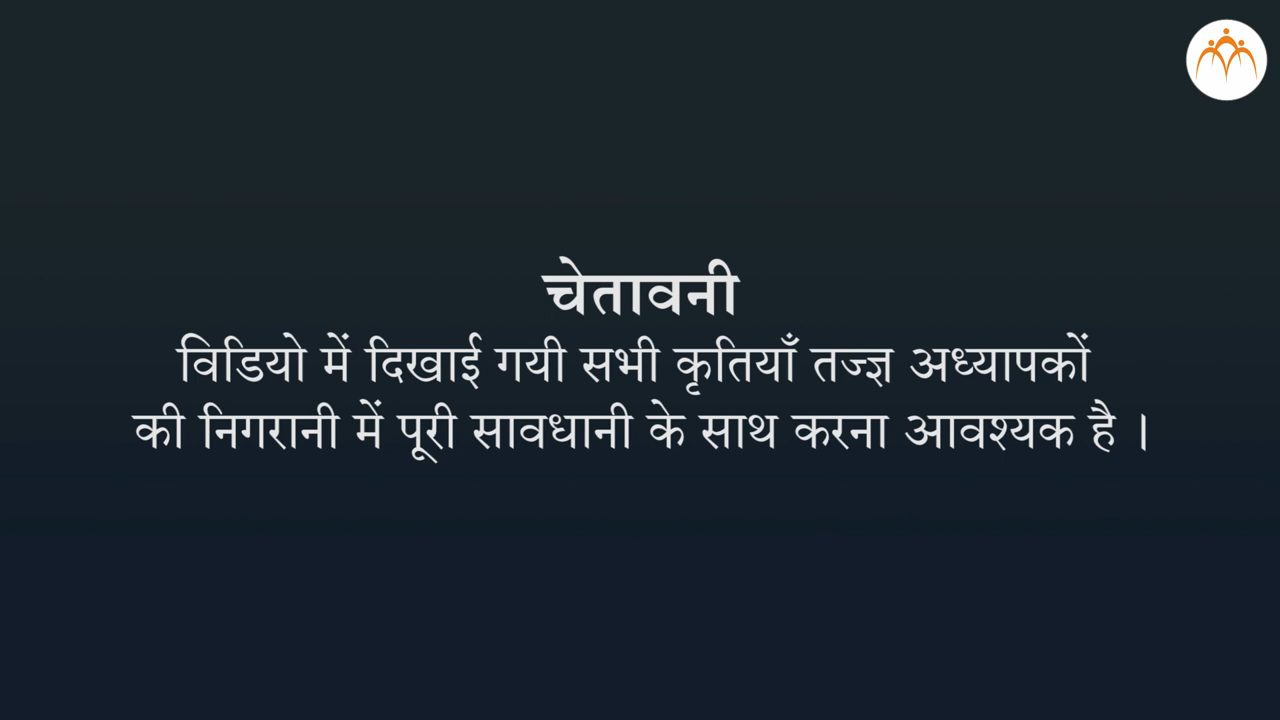 चेतावनी
विडियो में दिखाई गयी सभी कृतियाँ तज्ज्ञ अध्यापकों
की निगरानी में पूरी सावधानी के साथ करना आवश्यक है ।